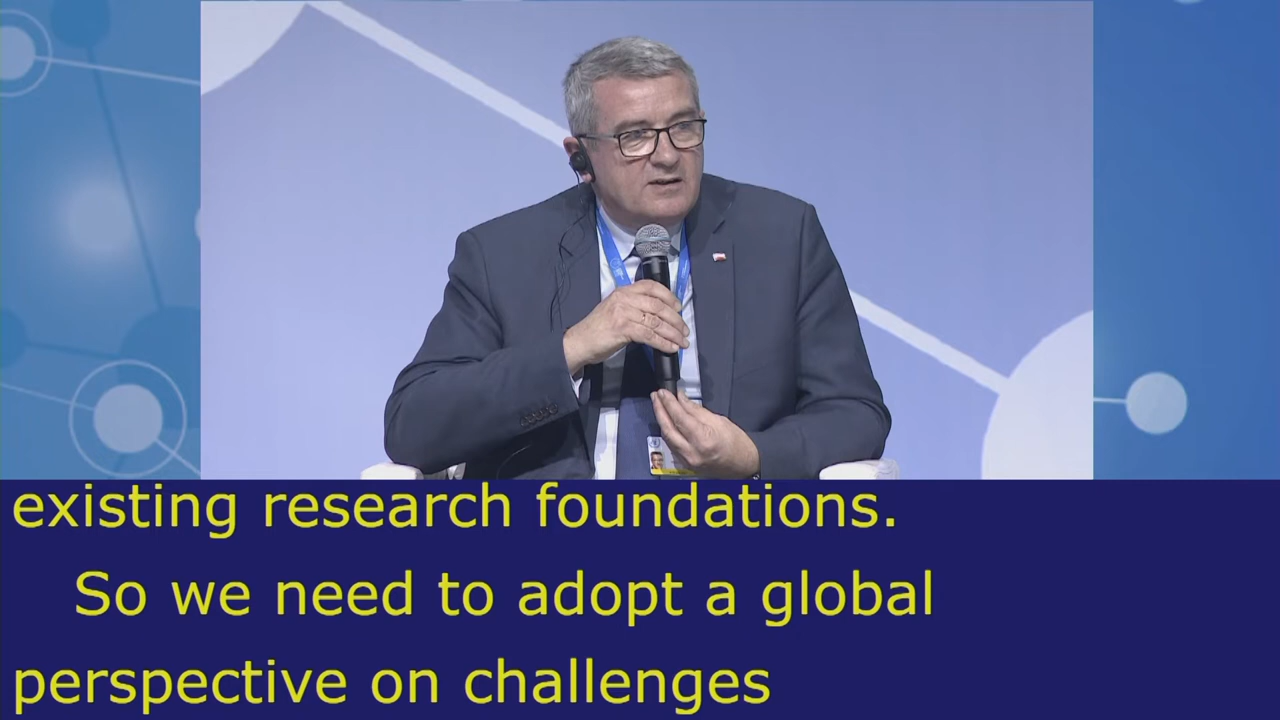 existing research foundations.
So we need to adopt a global
perspective on challenges